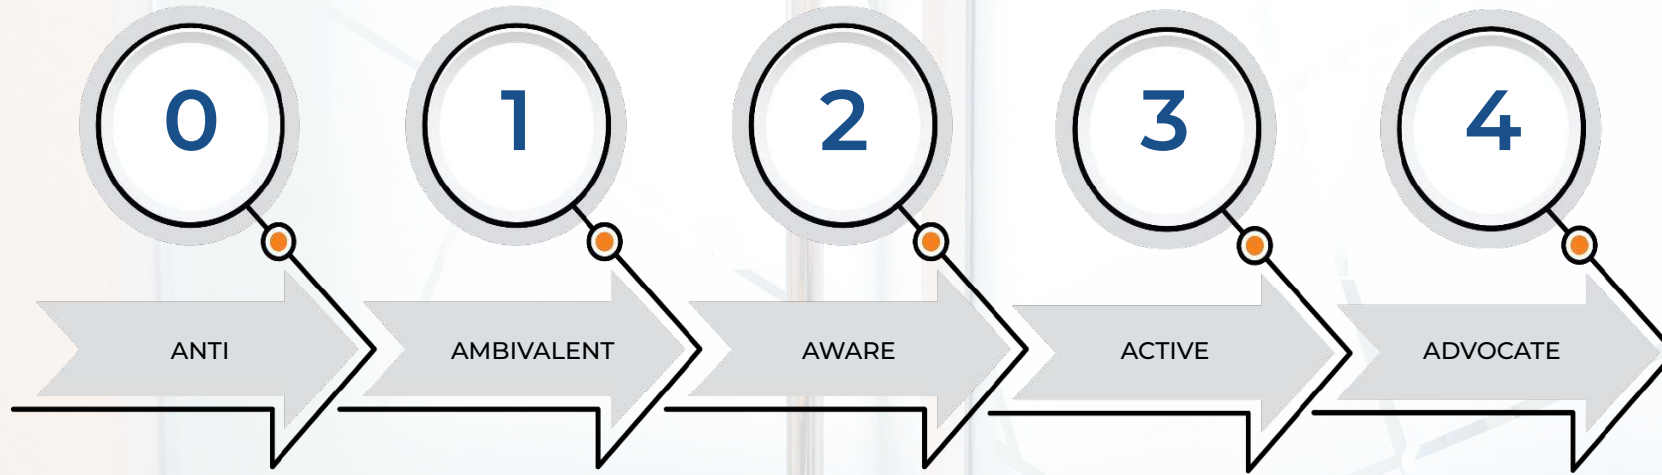 0
1
2
3
4
ANTI
AMBIVALENT
AWARE
ACTIVE
ADVOCATE